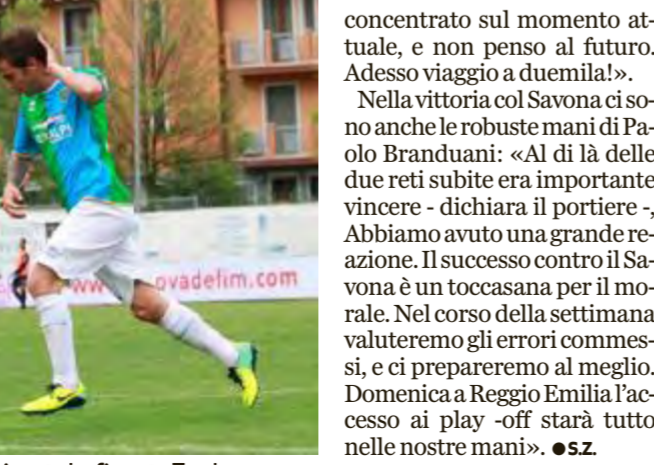 concentrato sul momento at-
tuale, e non penso al futuro.
Adesso viaggio a duemila!».
Nella vittoria col Savona ci so-
no anche le robuste mani di Pa-
olo Branduani: «Al di là delle
due reti subite era importante
vincere - dichiara il portiere -,
Abbiamo avuto una grande re-
azione. Il successo contro il Sa-
vona è un toccasana per il mo-
rale. Nel corso della settimana
valuteremo gli errori commes-
si, e ci prepareremo al meglio.
Domenica a Reggio Emilia l'ac-
cesso ai play -off starà tutto
nelle nostre mani». ●S.Z.
ww
ovadelim.com